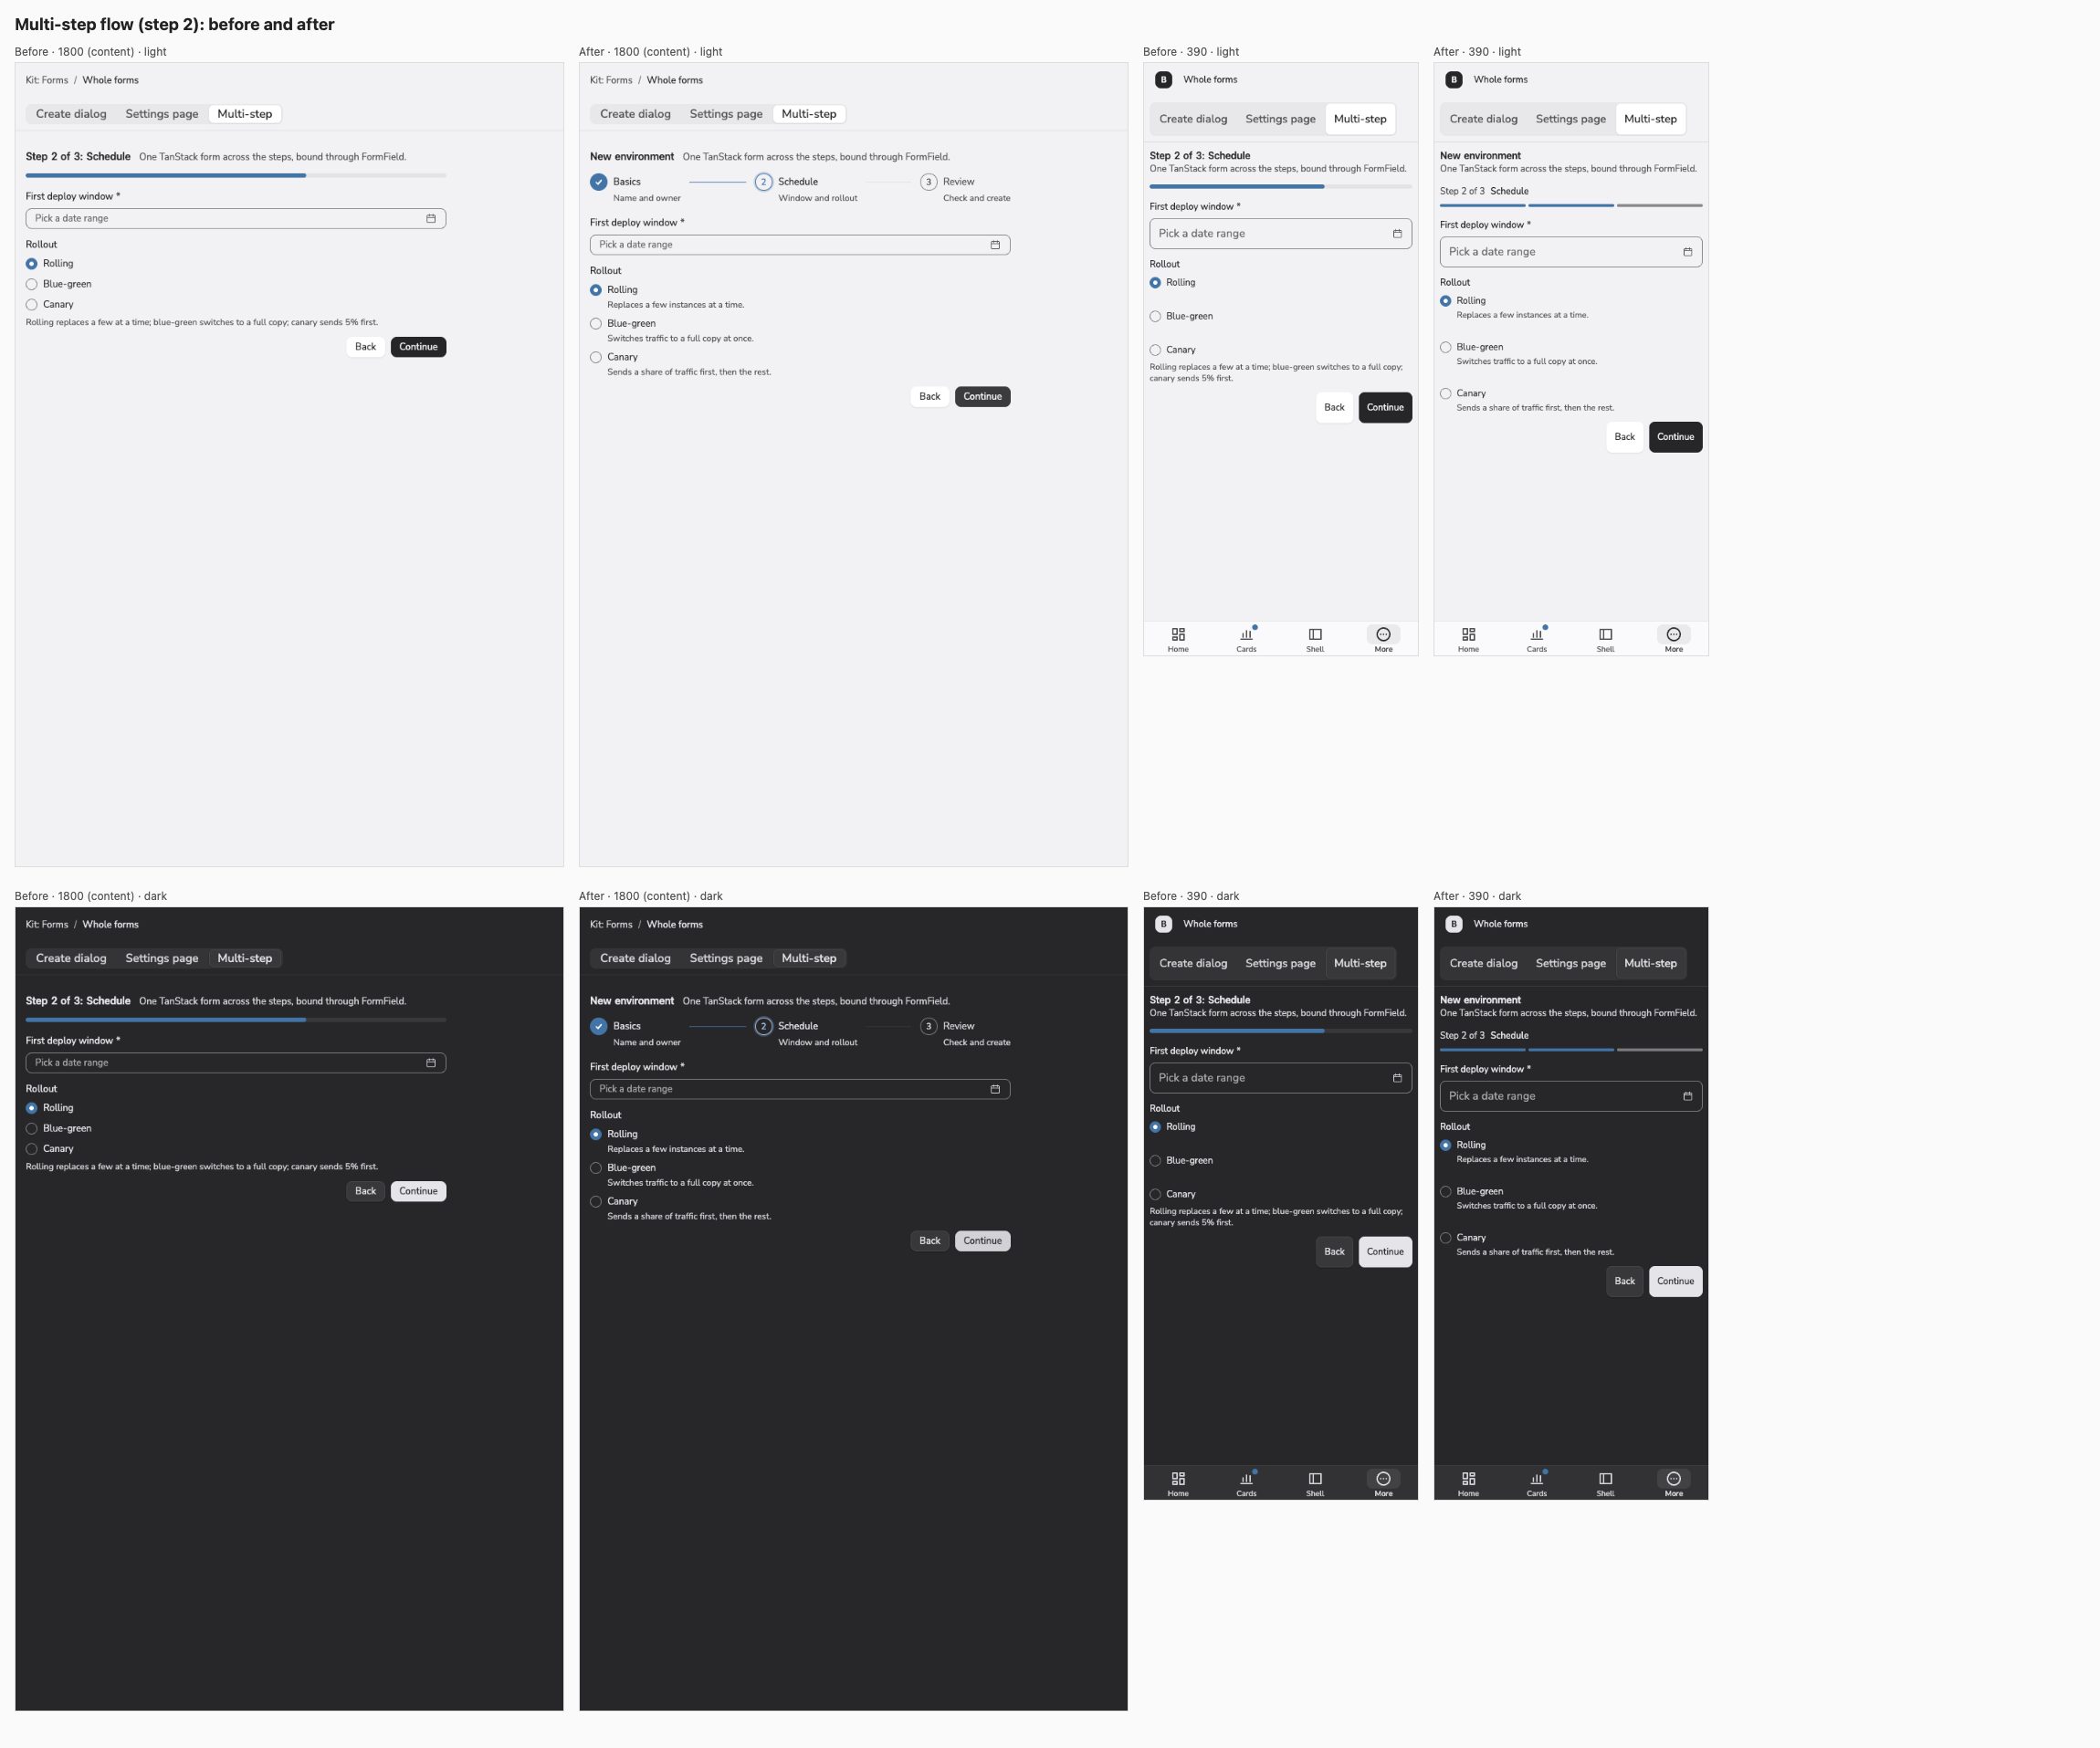 Multi-step flow (step 2): before and after
Before · 1800 (content) · light
Kit: Forms / Whole forms
Create dialog Settings page Multi-step
Step 2 of 3: Schedule One TanStack form across the steps, bound through FormField.
First deploy window *
Pick a date range
Rollout
Rolling
Blue-green
Canary
Rolling replaces a few at a time; blue-green switches to a full copy; canary sends 5% first.
Back Continue
After · 1800 (content) · light
Kit: Forms / Whole forms
Create dialog Settings page Multi-step
New environment One TanStack form across the steps, bound through FormField.
Basics 2 Schedule 3 Review
Name and owner Window and rollout Check and create
First deploy window *
Pick a date range
Rollout
Rolling
Replaces a few instances at a time.
Blue-green
Switches traffic to a full copy at once.
Canary
Sends a share of traffic first, then the rest.
Back Continue
Before · 390 · light
B Whole forms
Create dialog Settings page Multi-step
Step 2 of 3: Schedule
One TanStack form across the steps, bound through FormField.
First deploy window *
Pick a date range
Rollout
Rolling
Blue-green
Canary
Rolling replaces a few at a time; blue-green switches to a full copy;
canary sends 5% first.
Back Continue
Home Cards Shell More
After · 390 · light
B Whole forms
Create dialog Settings page Multi-step
New environment
One TanStack form across the steps, bound through FormField.
Step 2 of 3 Schedule
First deploy window *
Pick a date range
Rollout
Rolling
Replaces a few instances at a time.
Blue-green
Switches traffic to a full copy at once.
Canary
Sends a share of traffic first, then the rest.
Back Continue
Home Cards Shell More
Before · 1800 (content) · dark
Kit: Forms / Whole forms
Create dialog Settings page Multi-step
Step 2 of 3: Schedule One TanStack form across the steps, bound through FormField.
First deploy window *
Pick a date range
Rollout
Rolling
Blue-green
Canary
Rolling replaces a few at a time; blue-green switches to a full copy; canary sends 5% first.
Back Continue
After · 1800 (content) · dark
Kit: Forms / Whole forms
Create dialog Settings page Multi-step
New environment One TanStack form across the steps, bound through FormField.
Basics 2 Schedule 3 Review
Name and owner Window and rollout Check and create
First deploy window *
Pick a date range
Rollout
Rolling
Replaces a few instances at a time.
Blue-green
Switches traffic to a full copy at once.
Canary
Sends a share of traffic first, then the rest.
Back Continue
Before · 390 · dark
B Whole forms
Create dialog Settings page Multi-step
Step 2 of 3: Schedule
One TanStack form across the steps, bound through FormField.
First deploy window *
Pick a date range
Rollout
Rolling
Blue-green
Canary
Rolling replaces a few at a time; blue-green switches to a full copy;
canary sends 5% first.
Back Continue
Home Cards Shell More
After · 390 · dark
B Whole forms
Create dialog Settings page Multi-step
New environment
One TanStack form across the steps, bound through FormField.
Step 2 of 3 Schedule
First deploy window *
Pick a date range
Rollout
Rolling
Replaces a few instances at a time.
Blue-green
Switches traffic to a full copy at once.
Canary
Sends a share of traffic first, then the rest.
Back Continue
Home Cards Shell More